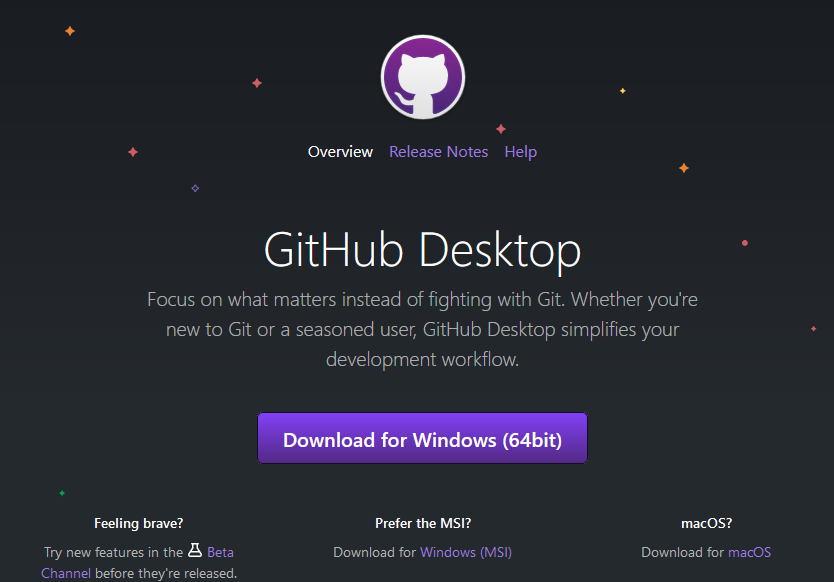 Overview Release Notes Help
GitHub Desktop
Focus on what matters instead of fighting with Git. Whether you're
new to Git or a seasoned user, GitHub Desktop simplifies your
development workflow.
Download for Windows (64bit)
Feeling brave?
Try new features in the Beta
Channel before they're released.
Prefer the MSI?
Download for Windows (MSI)
macOS?
Download for macOS